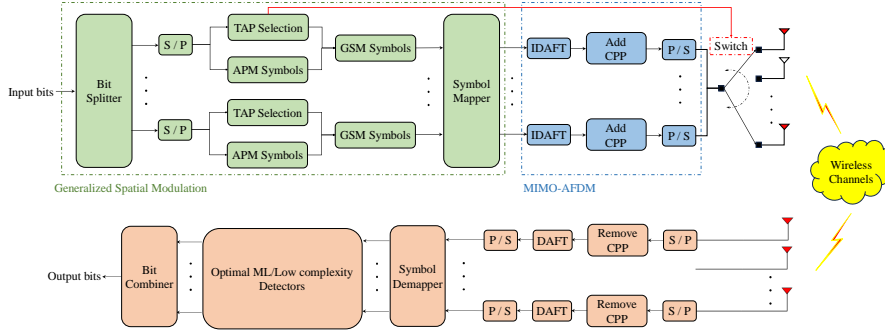 Input bits
Bit Splitter
S / P
TAP Selection
APM Symbols
GSM Symbols
S / P
TAP Selection
APM Symbols
GSM Symbols
Symbol Mapper
Generalized Spatial Modulation
IDAFT
Add CPP
P / S
IDAFT
Add CPP
P / S
MIMO-AFDM
Switch
Wireless Channels
Output bits
Bit Combiner
Optimal ML/Low complexity Detectors
Symbol Demapper
P / S
DAFT
Remove CPP
S / P
P / S
DAFT
Remove CPP
S / P